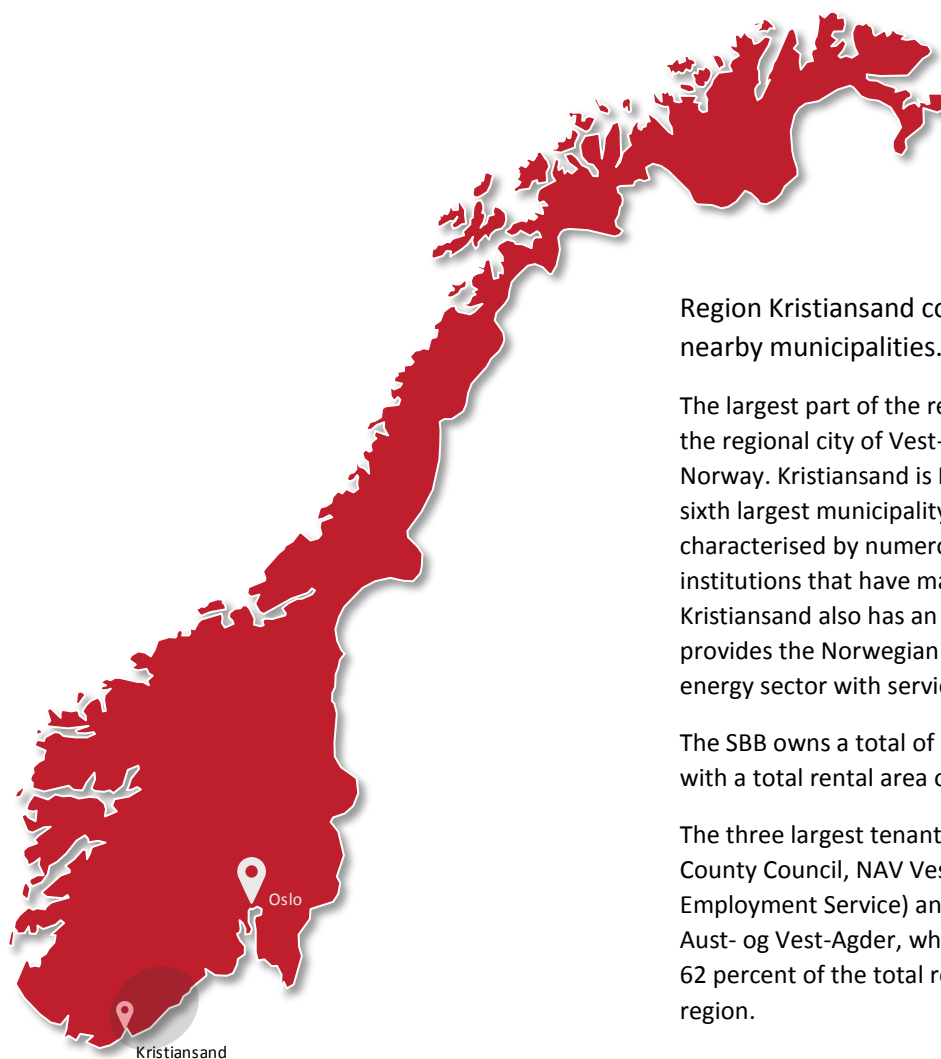 Region Kristiansand co
nearby municipalities.
The largest part of the re
the regional city of Vest-
Norway. Kristiansand is
sixth largest municipality
characterised by numero
institutions that have ma
Kristiansand also has an
provides the Norwegian
energy sector with servic
The SBB owns a total of
with a total rental area o
The three largest tenant
County Council, NAV Ves
Employment Service) an
Aust- og Vest-Agder, wh
62 percent of the total re
region.
Oslo
Kristiansand